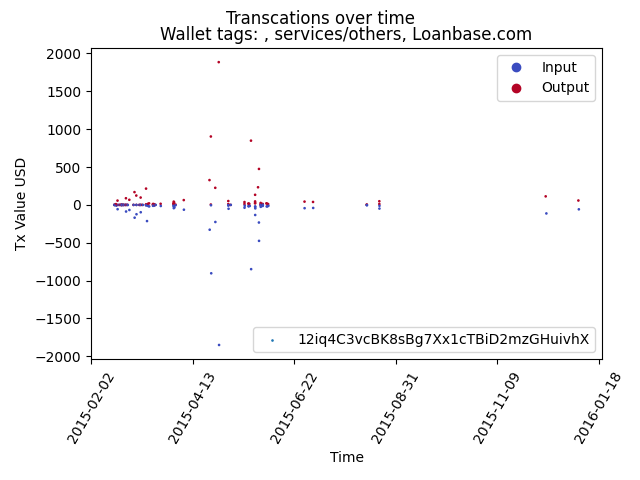 Transcations over time
Wallet tags: , services/others, Loanbase.com
Input
Output
2000
1500
1000
500
0
−500
−1000
−1500
−2000
Tx Value USD
12iq4C3vcBK8sBg7Xx1cTBiD2mzGHuivhX
2015-02-02
2015-04-13
2015-06-22
2015-08-31
2015-11-09
2016-01-18
Time